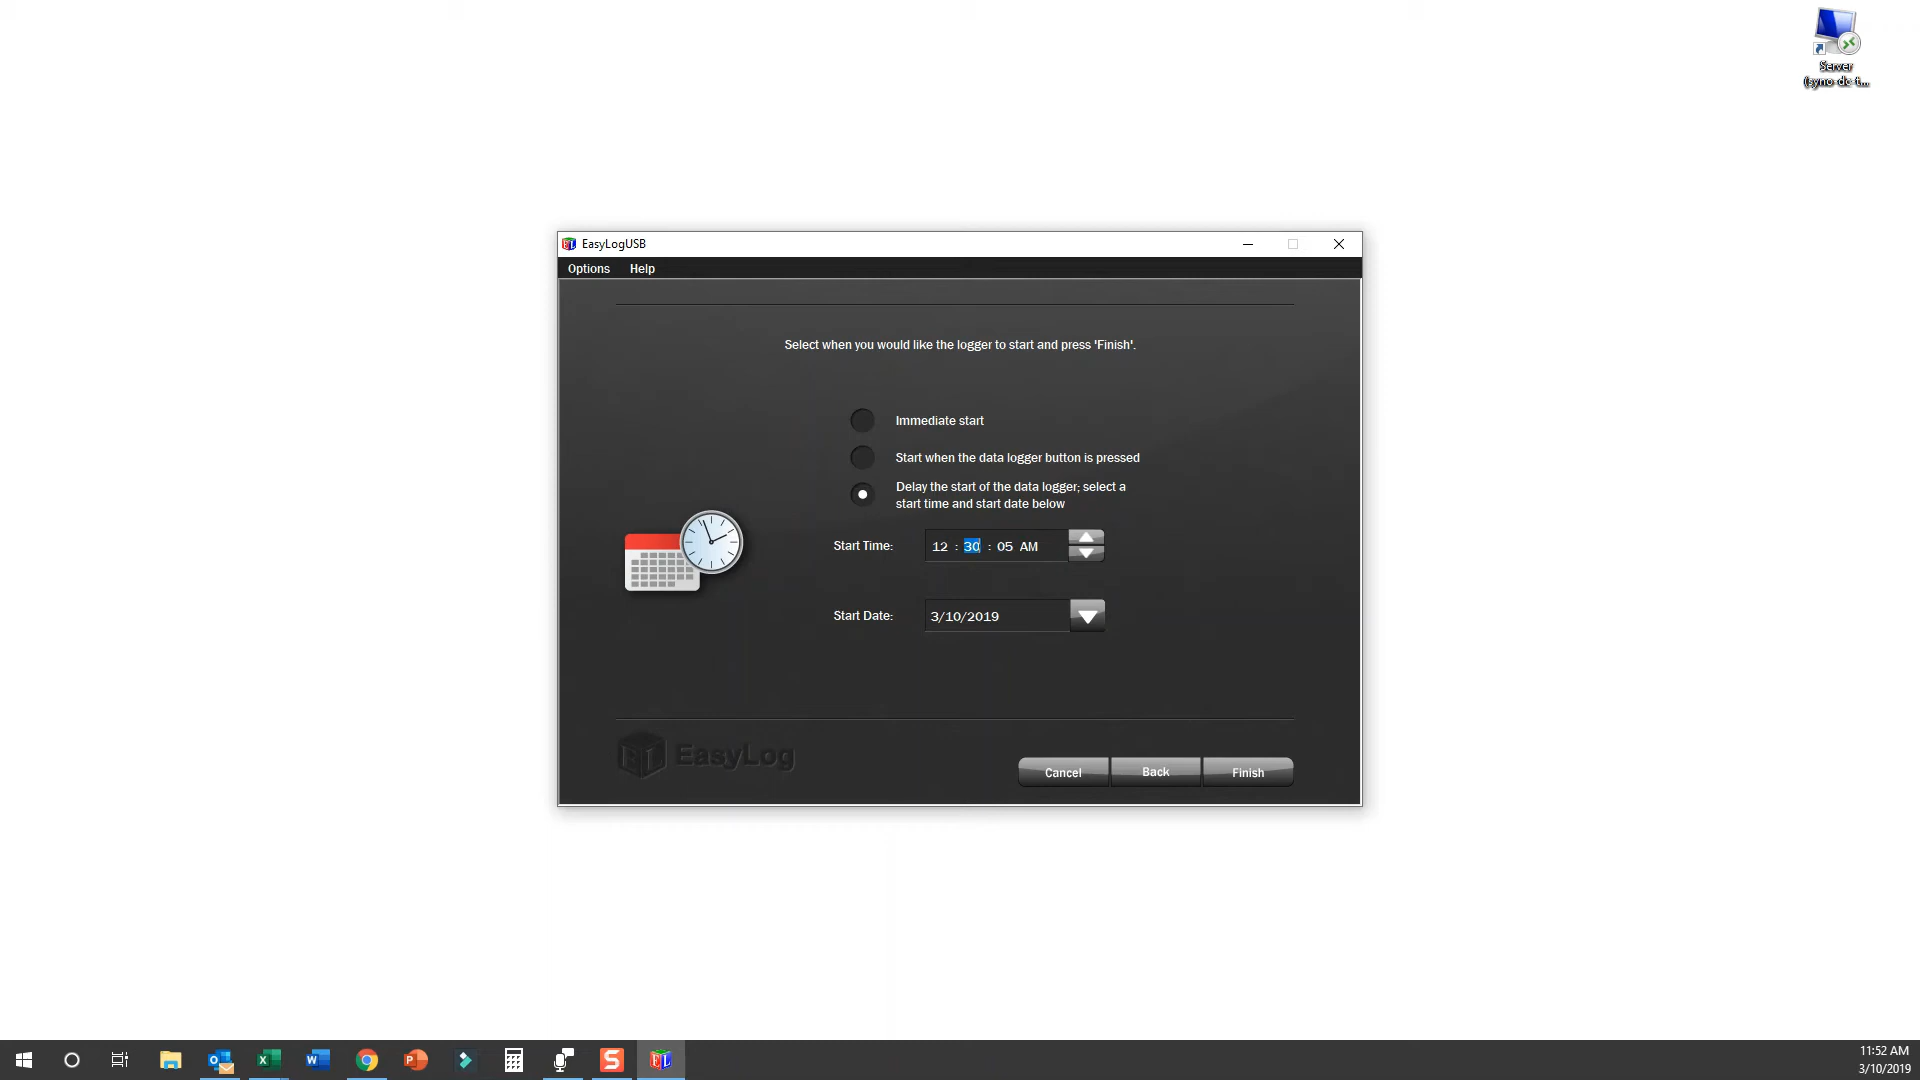 Server
(syno-dc-t...
EasyLogUSB
Options Help
Select when you would like the logger to start and press 'Finish'.
Immediate start
Start when the data logger button is pressed
Delay the start of the data logger; select a
start time and start date below
Start Time: 12 : 30 : 05 AM
Start Date: 3/10/2019
EL EasyLog
Cancel Back Finish
11:52 AM
3/10/2019